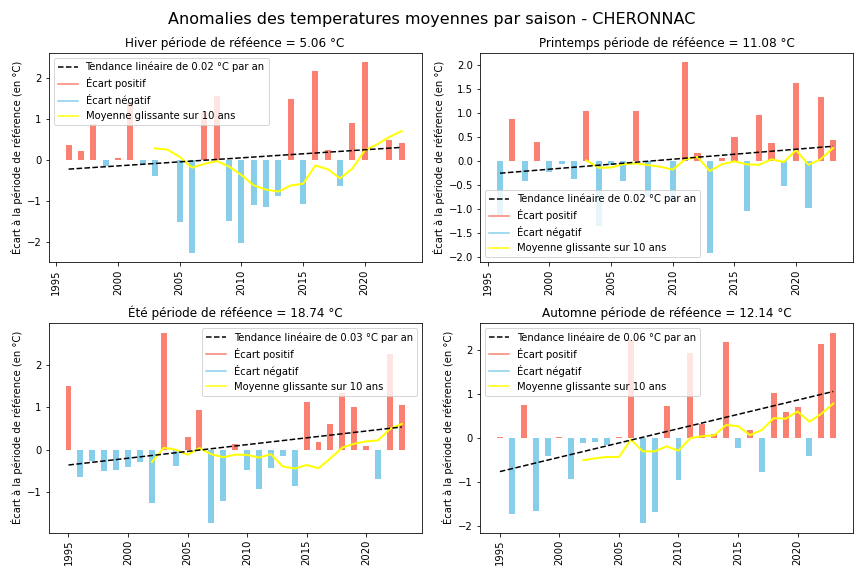 Anomalies des temperatures moyennes par saison - CHERONNAC
Hiver période de réféence = 5.06 °C
Écart à la période de référence (en °C)
2
1
0
−1
−2
Tendance linéaire de 0.02 °C par an
Écart positif
Écart négatif
Moyenne glissante sur 10 ans
1995
2000
2005
2010
2015
2020
Printemps période de réféence = 11.08 °C
Écart à la période de référence (en °C)
2.0
1.5
1.0
0.5
0.0
−0.5
−1.0
−1.5
−2.0
Tendance linéaire de 0.02 °C par an
Écart positif
Écart négatif
Moyenne glissante sur 10 ans
1995
2000
2005
2010
2015
2020
Été période de réféence = 18.74 °C
Écart à la période de référence (en °C)
2
1
0
−1
Tendance linéaire de 0.03 °C par an
Écart positif
Écart négatif
Moyenne glissante sur 10 ans
1995
2000
2005
2010
2015
2020
Automne période de réféence = 12.14 °C
Écart à la période de référence (en °C)
2
1
0
−1
−2
Tendance linéaire de 0.06 °C par an
Écart positif
Écart négatif
Moyenne glissante sur 10 ans
1995
2000
2005
2010
2015
2020